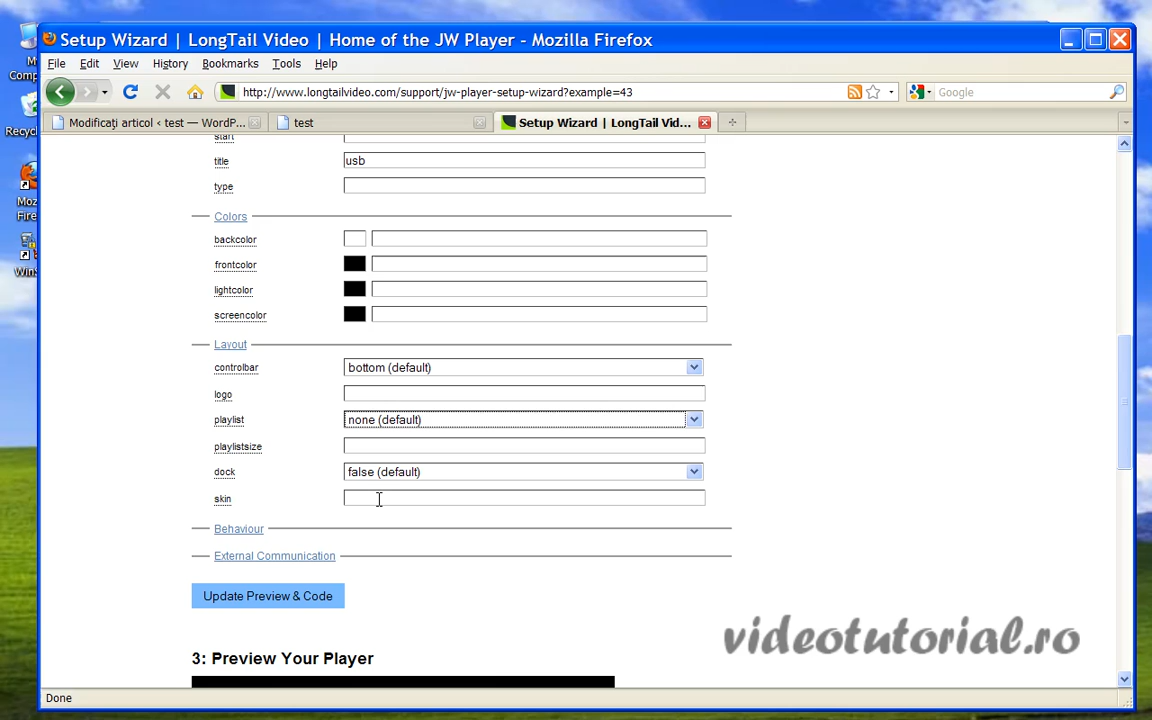 Setup Wizard | LongTail Video | Home of the JW Player - Mozilla Firefox
File Edit View History Bookmarks Tools Help
http://www.longtailvideo.com/support/jw-player-setup-wizard?example=43
Google
Modificaţi articol ‹ test — WordP...
test
Setup Wizard | LongTail Vid...
start
title usb
type
Colors
backcolor
frontcolor
lightcolor
screencolor
Layout
controlbar bottom (default)
logo
playlist none (default)
playlistsize
dock false (default)
skin
Behaviour
External Communication
Update Preview & Code
3: Preview Your Player
videotutorial.ro
Done